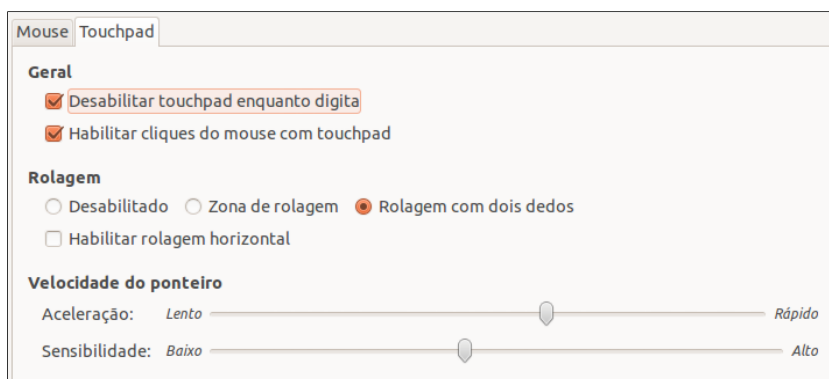 Mouse Touchpad
Geral
Desabilitar touchpad enquanto digita
Habilitar cliques do mouse com touchpad
Rolagem
Desabilitado Zona de rolagem Rolagem com dois dedos
Habilitar rolagem horizontal
Velocidade do ponteiro
Aceleração: Lento Rápido
Sensibilidade: Baixo Alto